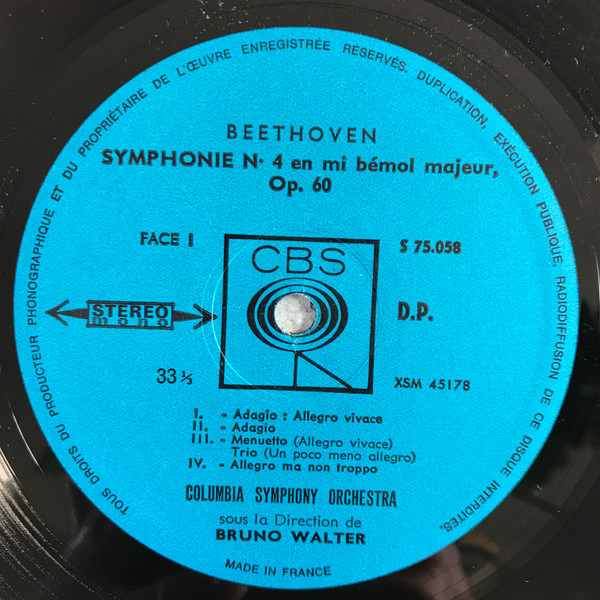 TOUS DROITS DU PRODUCTEUR PHONOGRAPHIQUE ET DU PROPRIÉTAIRE DE L'ŒUVRE ENREGISTRÉE RÉSERVÉS. DUPLICATION, EXÉCUTION PUBLIQUE, RADIODIFFUSION DE CE DISQUE INTERDITES.
BEETHOVEN
SYMPHONIE N· 4 en mi bémol majeur,
Op. 60
FACE I
S 75.058
CBS
STEREO
mono
D.P.
33 ⅓
XSM 45178
I. - Adagio : Allegro vivace
II. - Adagio
III. - Menuetto (Allegro vivace)
Trio (Un poco meno allegro)
IV. - Allegro ma non troppo
COLUMBIA SYMPHONY ORCHESTRA
sous la Direction de
BRUNO WALTER
MADE IN FRANCE